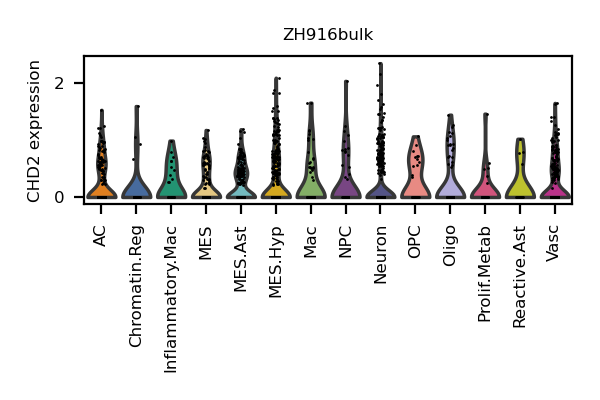 ZH916bulk
CHD2 expression
2
0
AC
Chromatin.Reg
Inflammatory.Mac
MES
MES.Ast
MES.Hyp
Mac
NPC
Neuron
OPC
Oligo
Prolif.Metab
Reactive.Ast
Vasc